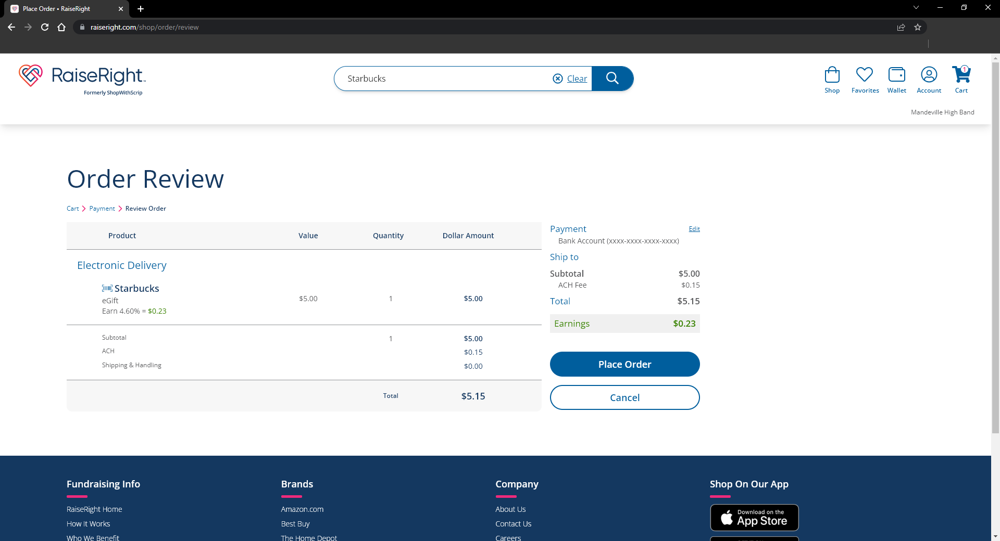 Place Order • RaiseRight
raiseright.com/shop/order/review
RaiseRight™
Formerly ShopWithScrip
Starbucks
Clear
Shop
Favorites
Wallet
Account
1
Cart
Mandeville High Band
Order Review
Cart
Payment
Review Order
Product Value Quantity Dollar Amount
Electronic Delivery
Starbucks
eGift
Earn 4.60% = $0.23
$5.00 1 $5.00
Subtotal 1 $5.00
ACH $0.15
Shipping & Handling $0.00
Total $5.15
Payment Edit
Bank Account (xxxx-xxxx-xxxx-xxxx)
Ship to
Subtotal $5.00
ACH Fee $0.15
Total $5.15
Earnings $0.23
Place Order
Cancel
Fundraising Info
RaiseRight Home
How It Works
Who We Benefit
Brands
Amazon.com
Best Buy
The Home Depot
Company
About Us
Contact Us
Careers
Shop On Our App
Download on the
App Store